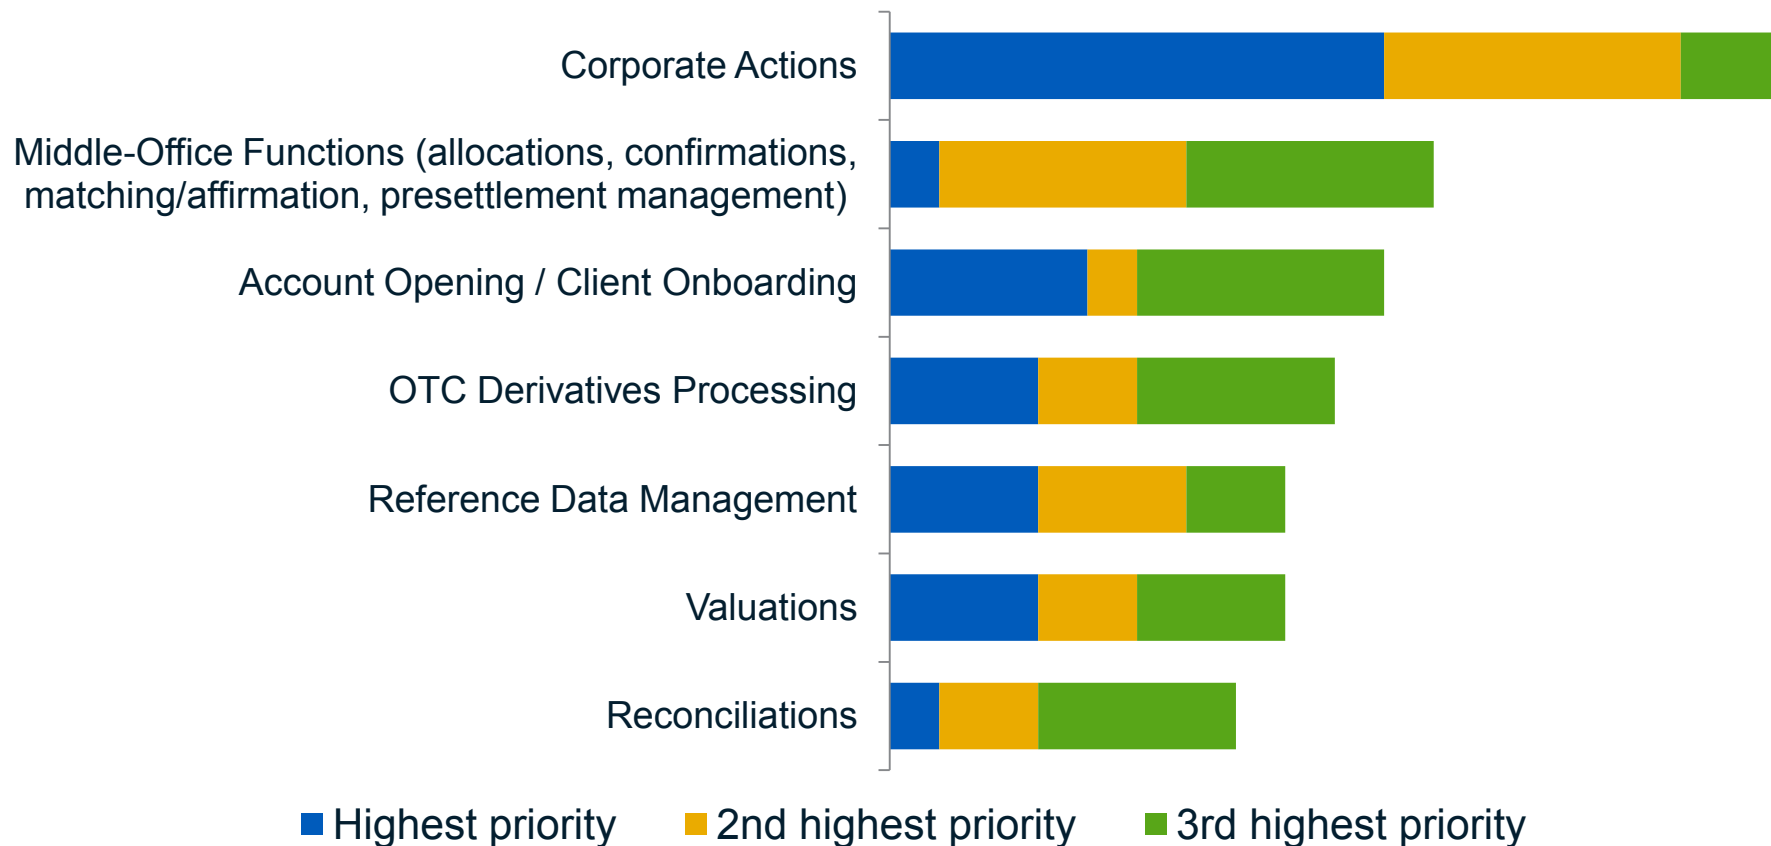 Corporate Actions
Middle-Office Functions (allocations, confirmations,
matching/affirmation, presettlement management)
Account Opening / Client Onboarding
OTC Derivatives Processing
Reference Data Management
Valuations
Reconciliations
Highest priority 2nd highest priority 3rd highest priority